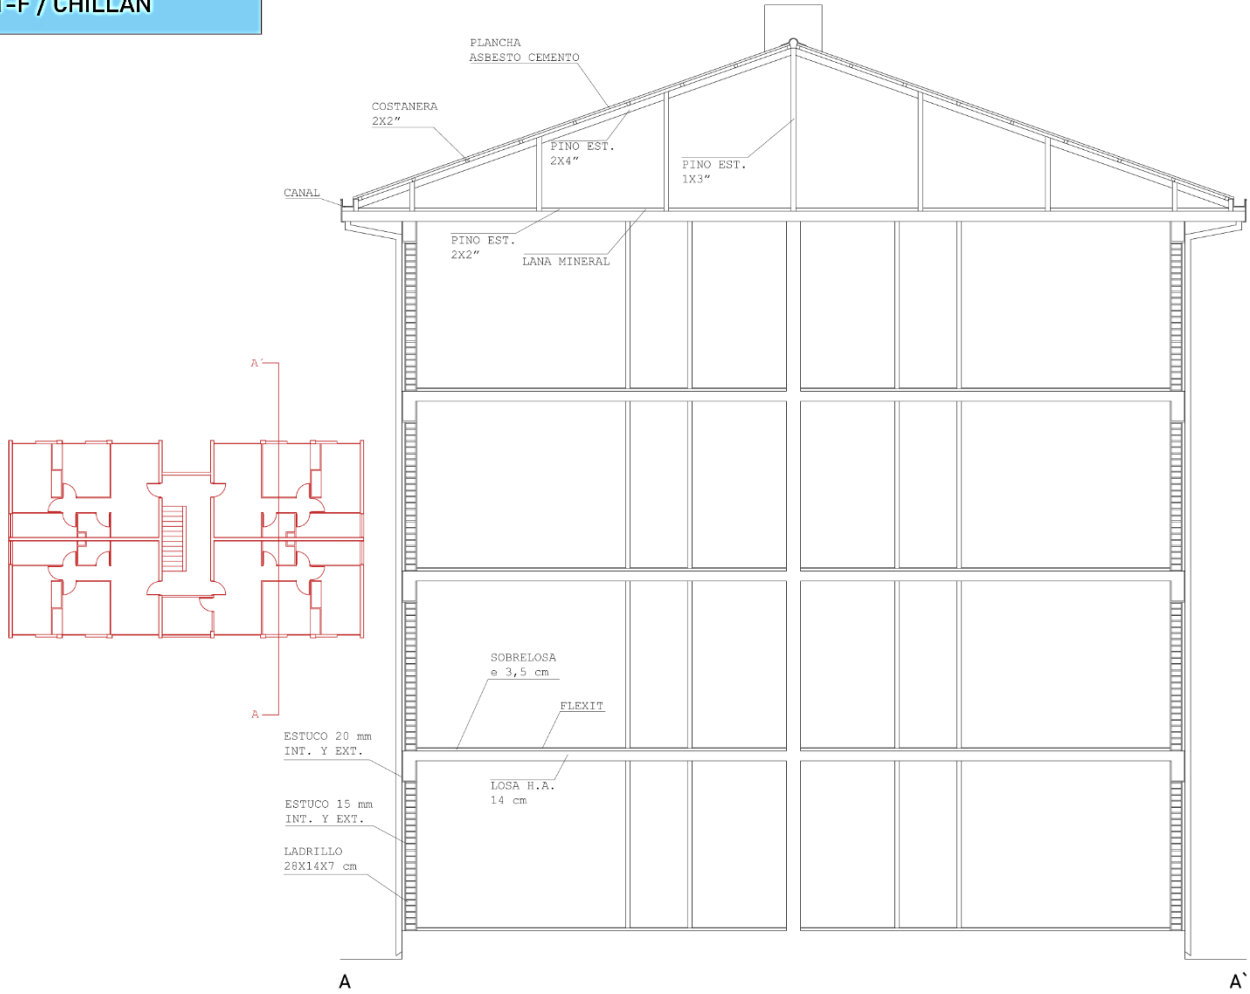 / CHILLAN
PLANCHA
ASBESTO CEMENTO
COSTANERA
2X2"
PINO EST.
2X4"
PINO EST.
1X3"
CANAL
PINO EST.
2X2"
LANA MINERAL
A`
A
SOBRELOSA
e 3,5 cm
FLEXIT
ESTUCO 20 mm
INT. Y EXT.
LOSA H.A.
14 cm
ESTUCO 15 mm
INT. Y EXT.
LADRILLO
28X14X7 cm
A
A`